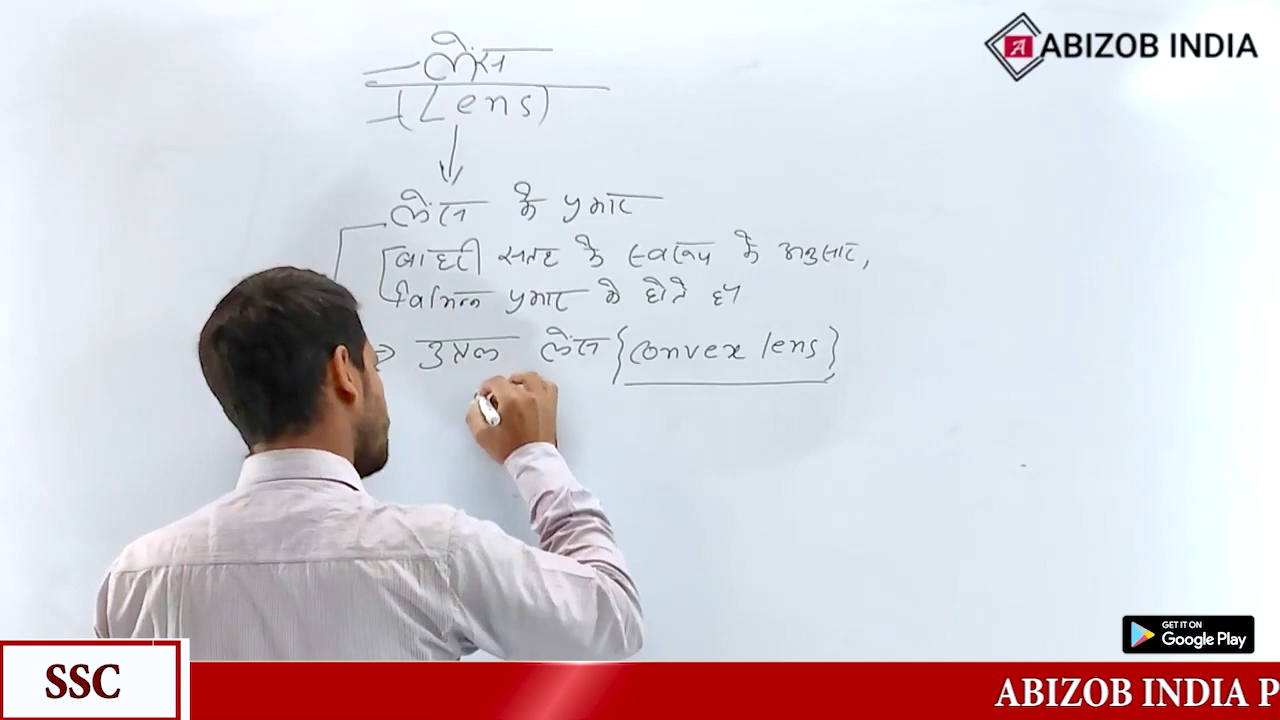 लेंस
(Lens)
लेंस के प्रकार
बाहरी सतह के स्वरूप के अनुसार,
विभिन्न प्रकार के होते हैं
⇒ उत्तल लेंस {convex lens}
ABIZOB INDIA
GET IT ON
Google Play
SSC
ABIZOB INDIA P